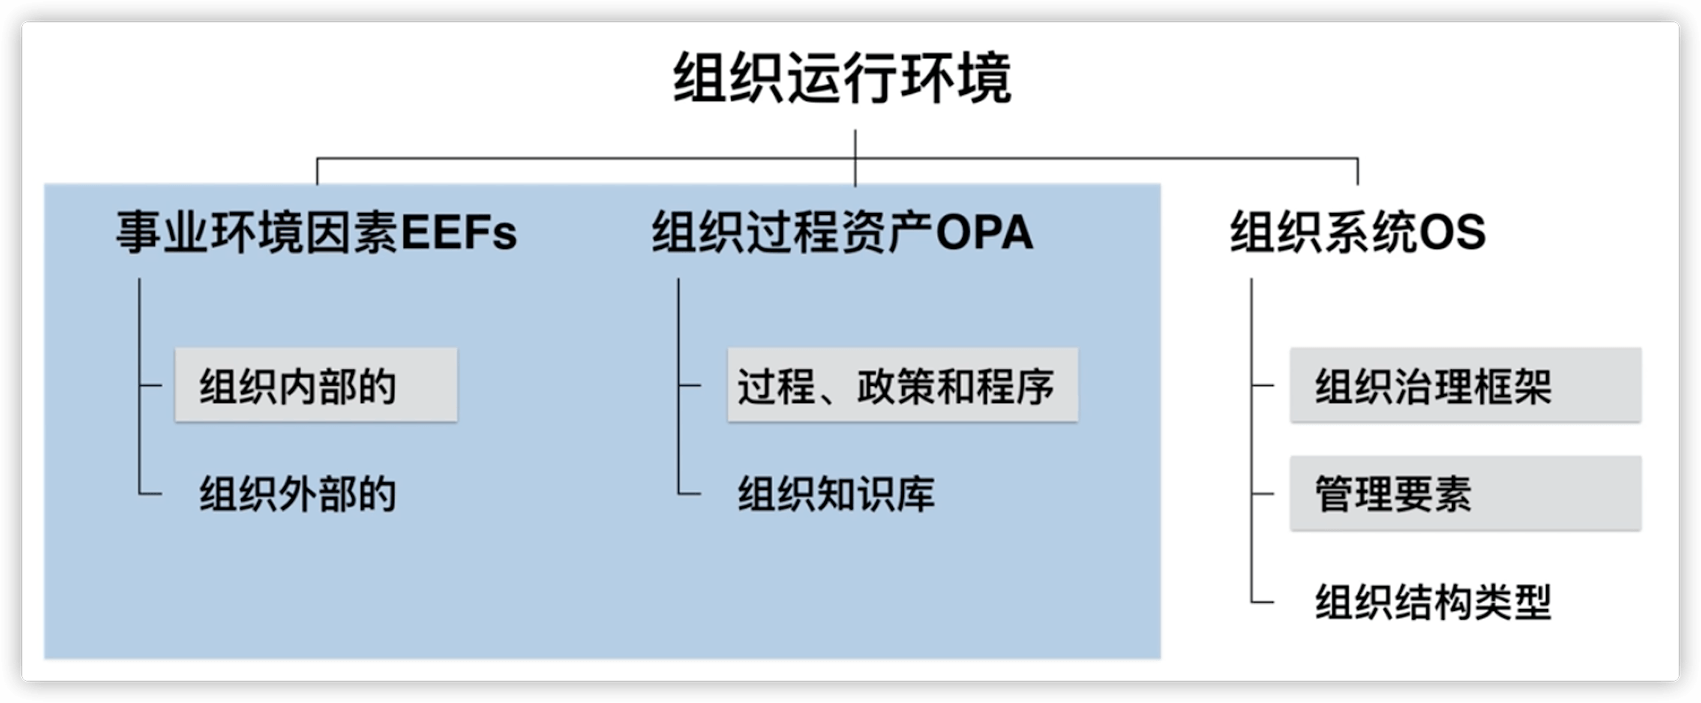 组织运行环境
事业环境因素EEFs
组织内部的
组织外部的
组织过程资产OPA
过程、政策和程序
组织知识库
组织系统OS
组织治理框架
管理要素
组织结构类型